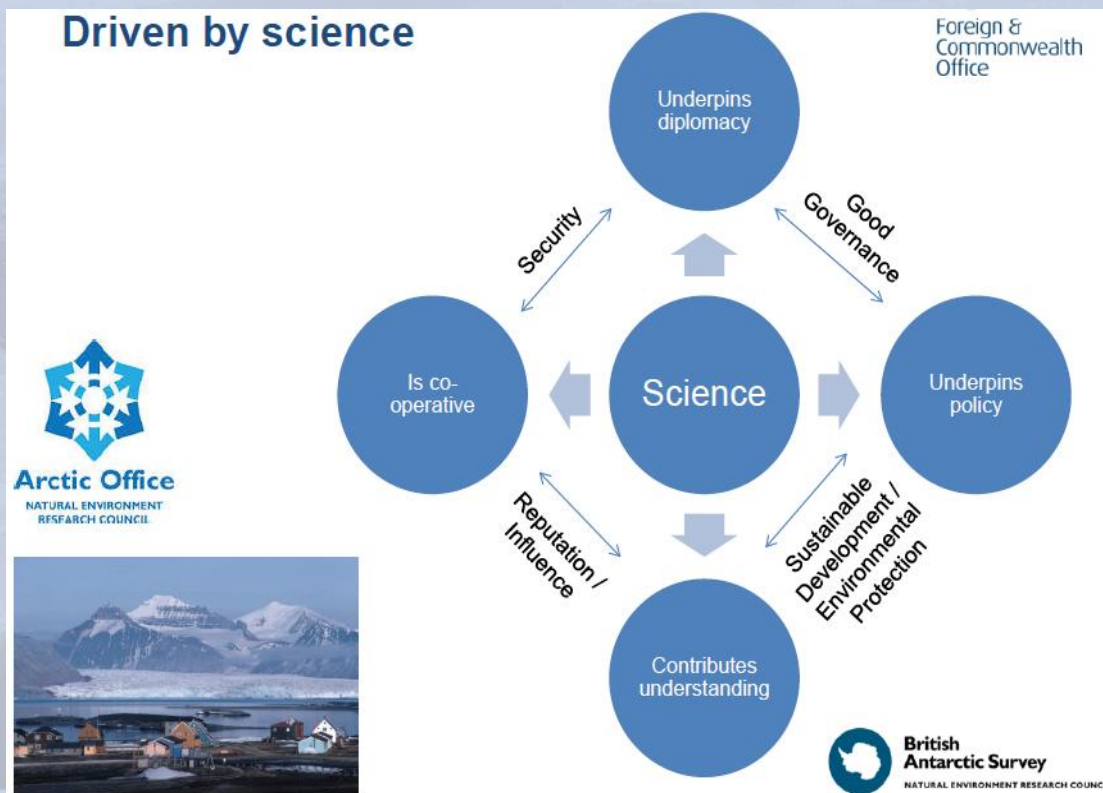 Driven by science
Foreign &
Commonwealth
Office
Underpins
diplomacy
Security
Good
Governance
Is co-
operative
Science
Underpins
policy
Arctic Office
NATURAL ENVIRONMENT
RESEARCH COUNCIL
Reputation /
Influence
Sustainable
Development /
Environmental
Protection
Contributes
understanding
British
Antarctic Survey
NATURAL ENVIRONMENT RESEARCH COUNC